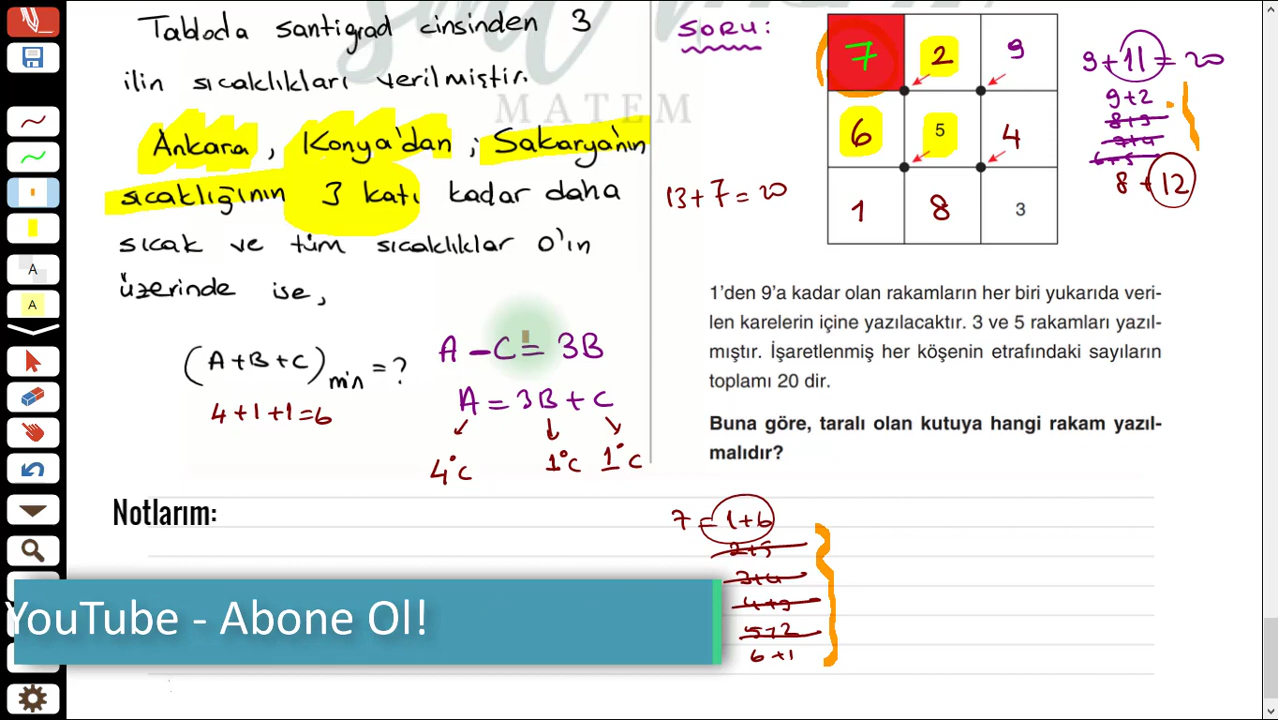 Tabloda santigrad cinsinden 3
ilin sıcaklıkları verilmiştir.
MATEM
Ankara, Konya'dan ; Sakarya'nın
sıcaklığının 3 katı kadar daha
sıcak ve tüm sıcaklıklar 0'ın
üzerinde ise,
(A+B+C)min = ?
4+1+1=6
A - C = 3B
A = 3B + C
4°C 1°C 1°C
SORU:
7 2 9
6 5 4
1 8 3
13+7=20
9+11=20
9+2
8+3
7+4
6+5
8+12
1'den 9'a kadar olan rakamların her biri yukarıda veri-
len karelerin içine yazılacaktır. 3 ve 5 rakamları yazıl-
mıştır. İşaretlenmiş her köşenin etrafındaki sayıların
toplamı 20 dir.
Buna göre, taralı olan kutuya hangi rakam yazıl-
malıdır?
Notlarım:
7 = 1+6
2+5
3+4
4+3
5+2
6+1
YouTube - Abone Ol!
A
A